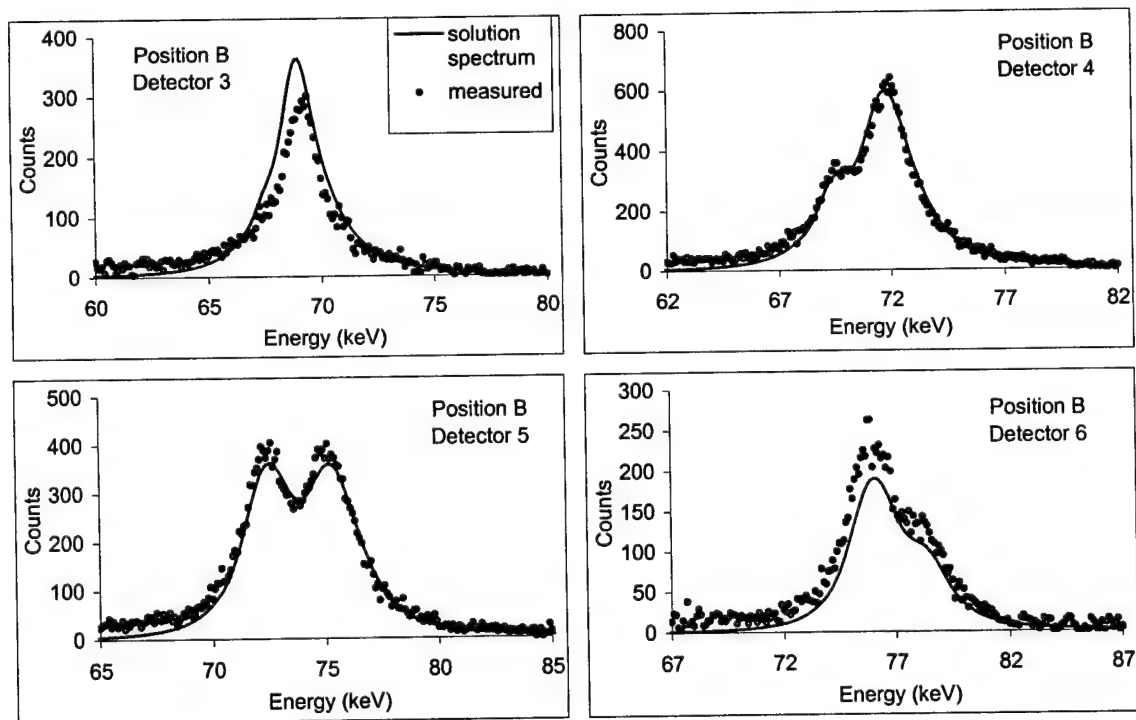 400
300
200
100
0
Counts
Position B
Detector 3
solution
spectrum
measured
60 65 70 75 80
Energy (keV)
800
600
400
200
0
Counts
Position B
Detector 4
62 67 72 77 82
Energy (keV)
500
400
300
200
100
0
Counts
Position B
Detector 5
65 70 75 80 85
Energy (keV)
300
250
200
150
100
50
0
Counts
Position B
Detector 6
67 72 77 82 87
Energy (keV)